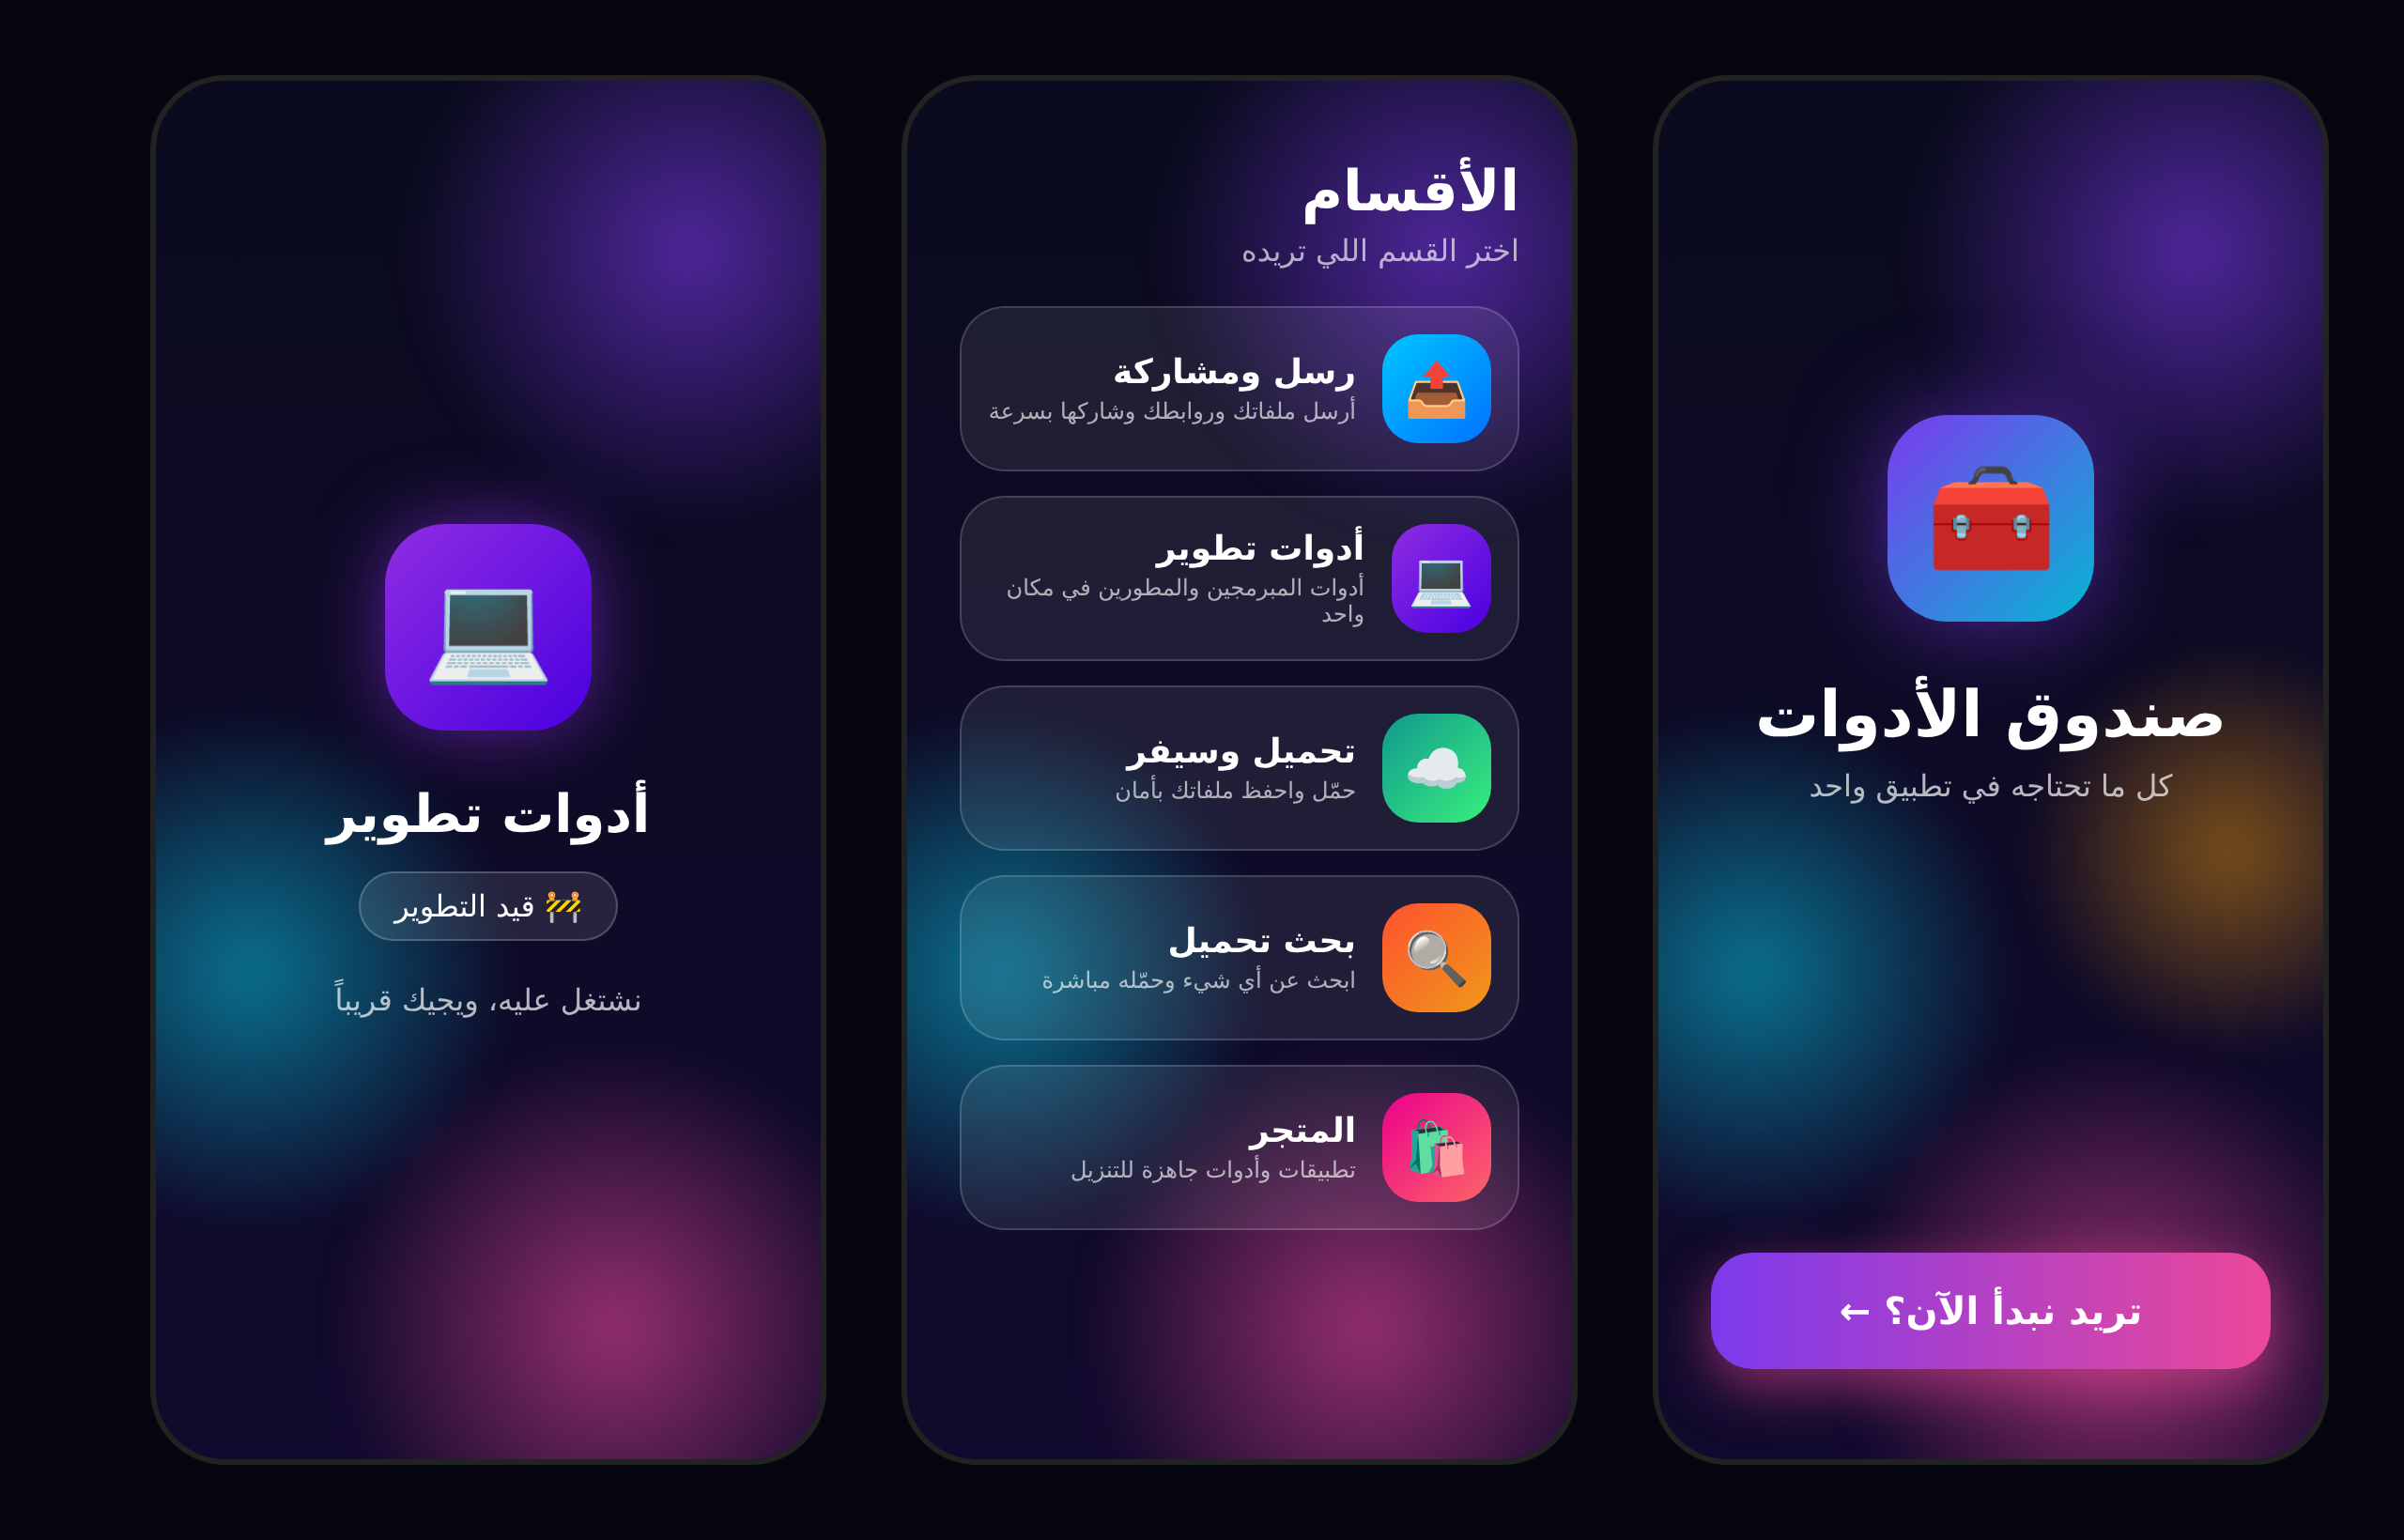 صندوق الأدوات
كل ما تحتاجه في تطبيق واحد
تريد نبدأ الآن؟ ←
الأقسام
اختر القسم اللي تريده
رسل ومشاركة
أرسل ملفاتك وروابطك وشاركها بسرعة
أدوات تطوير
أدوات المبرمجين والمطورين في مكان
واحد
تحميل وسيفر
حمّل واحفظ ملفاتك بأمان
بحث تحميل
ابحث عن أي شيء وحمّله مباشرة
المتجر
تطبيقات وأدوات جاهزة للتنزيل
أدوات تطوير
🚧 قيد التطوير
نشتغل عليه، ويجيك قريباً